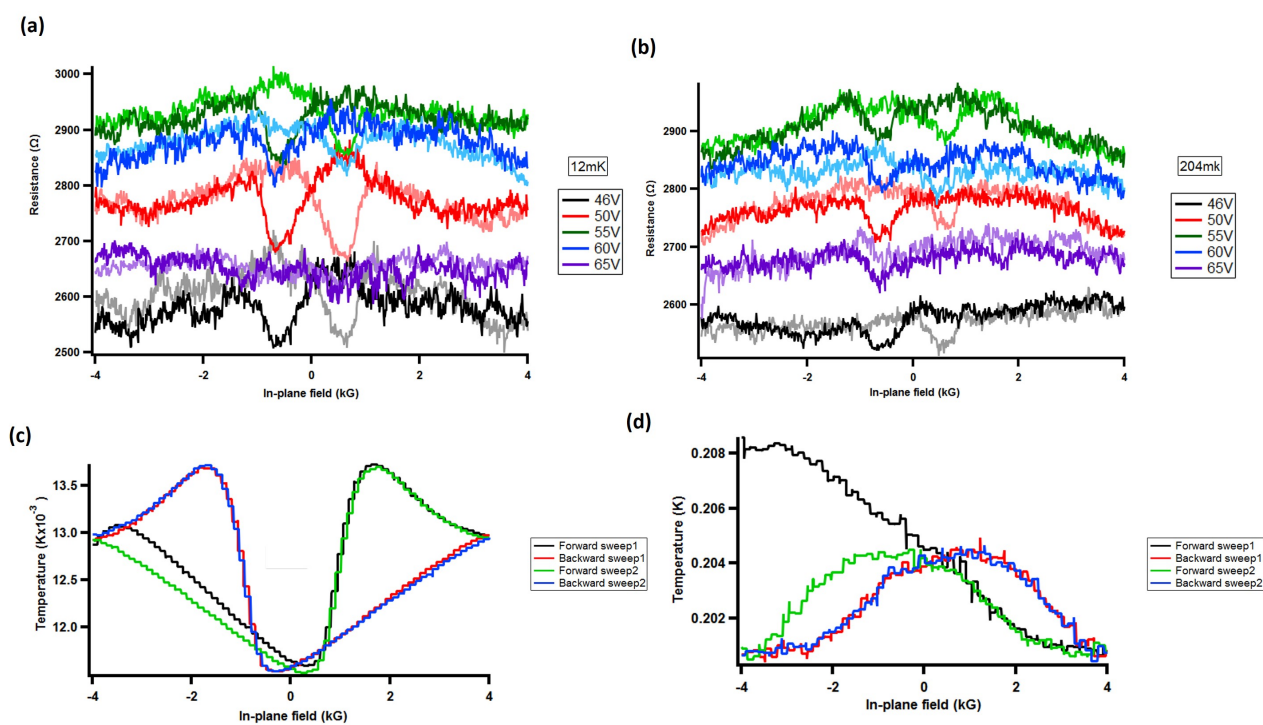 (a)
3000
2900
2800
2700
2600
2500
Resistance (Ω)
-4
-2
0
2
4
In-plane field (kG)
12mK
46V
50V
55V
60V
65V
(b)
2900
2800
2700
2600
Resistance (Ω)
-4
-2
0
2
4
In-plane field (kG)
204mk
46V
50V
55V
60V
65V
(c)
13.5
13.0
12.5
12.0
Temperature (Kx10⁻³ )
-4
-2
0
2
4
In-plane field (kG)
Forward sweep1
Backward sweep1
Forward sweep2
Backward sweep2
(d)
0.208
0.206
0.204
0.202
Temperature (K)
-4
-2
0
2
4
In-plane field (kG)
Forward sweep1
Backward sweep1
Forward sweep2
Backward sweep2